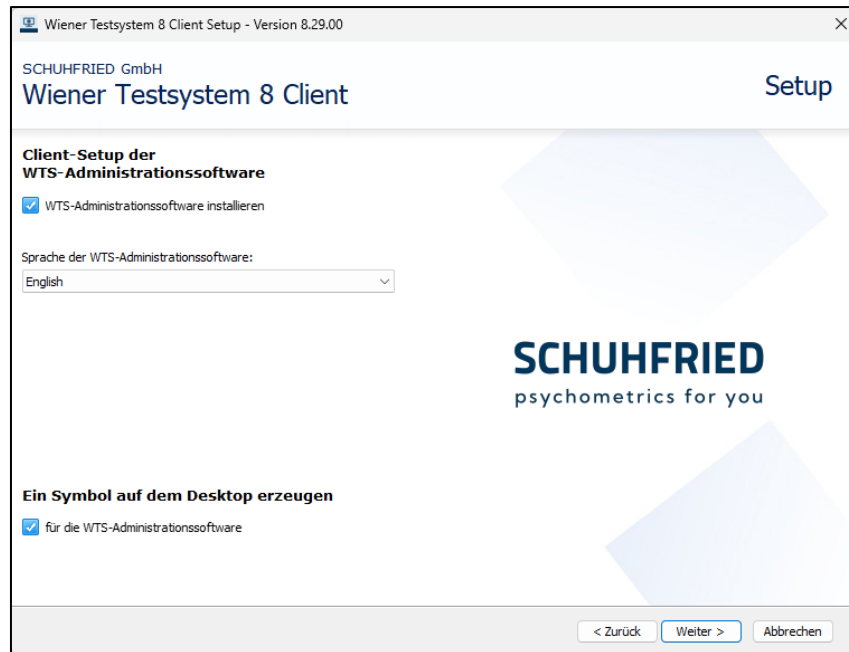 Wiener Testsystem 8 Client Setup - Version 8.29.00
SCHUHFRIED GmbH
Wiener Testsystem 8 Client
Setup
Client-Setup der
WTS-Administrationssoftware
WTS-Administrationssoftware installieren
Sprache der WTS-Administrationssoftware:
English
SCHUHFRIED
psychometrics for you
Ein Symbol auf dem Desktop erzeugen
für die WTS-Administrationssoftware
< Zurück
Weiter >
Abbrechen